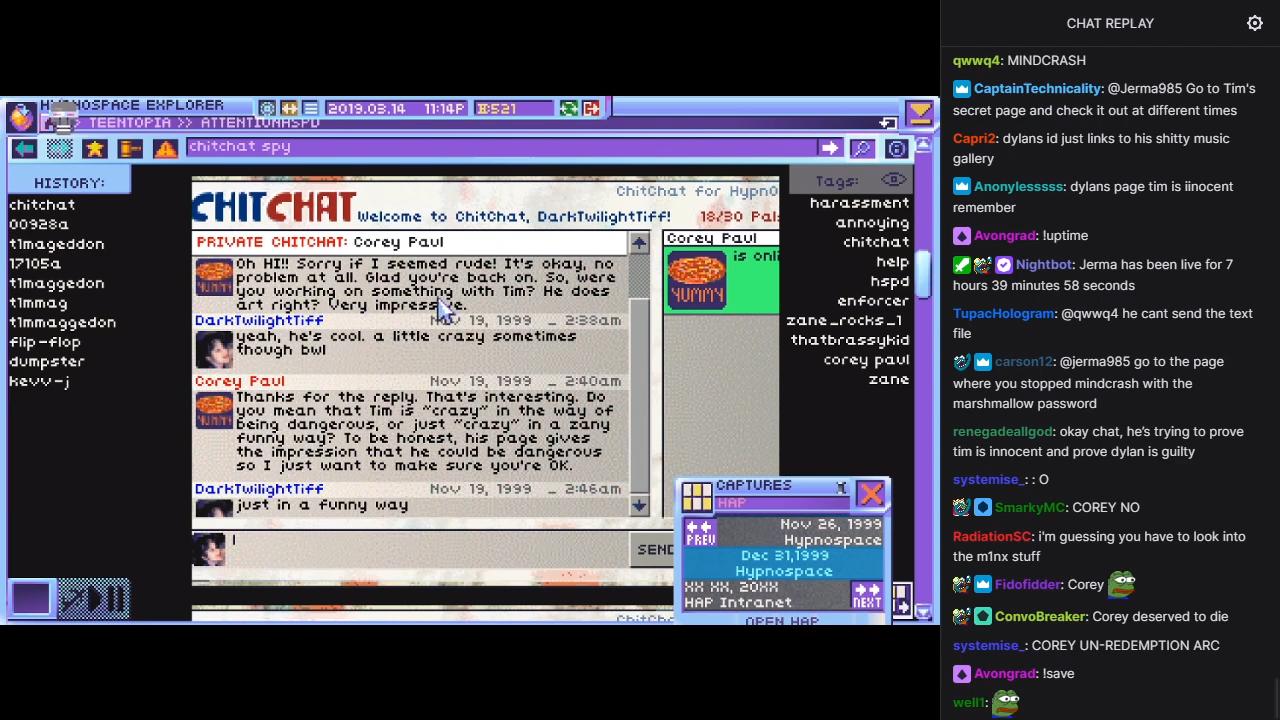 HYPNOSPACE EXPLORER
2019.03.14 11:14P
521
TEENTOPIA >> ATTENTIONHSPD
chitchat spy
HISTORY:
chitchat
00928a
t1mageddon
17105a
t1maggedon
t1mmag
t1mmaggedon
flip-flop
dumpster
kevv-j
CHITCHAT
ChitChat for Hypn0
Welcome to ChitChat, DarkTwilightTiff!
18/30 Pals
PRIVATE CHITCHAT: Corey Paul
Oh HI!! Sorry if I seemed rude! It's okay, no
problem at all. Glad you're back on. So, were
you working on something with Tim? He does
art right? Very impressive.
YUMMY
DarkTwilightTiff Nov 19, 1999 _ 2:38am
yeah, he's cool. a little crazy sometimes
though bwl
Corey Paul Nov 19, 1999 _ 2:40am
Thanks for the reply. That's interesting. Do
you mean that Tim is "crazy" in the way of
being dangerous, or just "crazy" in a zany
funny way? To be honest, his page gives
the impression that he could be dangerous
so I just want to make sure you're OK.
YUMMY
DarkTwilightTiff Nov 19, 1999 _ 2:46am
just in a funny way
SEND
Corey Paul
is onli
YUMMY
Tags:
harassment
annoying
chitchat
help
hspd
enforcer
zane_rocks_1
thatbrassykid
corey paul
zane
CAPTURES
HAP
PREV
Nov 26, 1999
Hypnospace
Dec 31,1999
Hypnospace
XX XX, 20XX
HAP Intranet
NEXT
OPEN HAP
ChitC
CHAT REPLAY
qwwq4: MINDCRASH
CaptainTechnicality: @Jerma985 Go to Tim's
secret page and check it out at different times
Capri2: dylans id just links to his shitty music
gallery
Anonylesssss: dylans page tim is iinocent
remember
Avongrad: !uptime
Nightbot: Jerma has been live for 7
hours 39 minutes 58 seconds
TupacHologram: @qwwq4 he cant send the text
file
carson12: @jerma985 go to the page
where you stopped mindcrash with the
marshmallow password
renegadeallgod: okay chat, he's trying to prove
tim is innocent and prove dylan is guilty
systemise_: : O
SmarkyMC: COREY NO
RadiationSC: i'm guessing you have to look into
the m1nx stuff
Fidofidder: Corey
ConvoBreaker: Corey deserved to die
systemise_: COREY UN-REDEMPTION ARC
Avongrad: !save
well1: